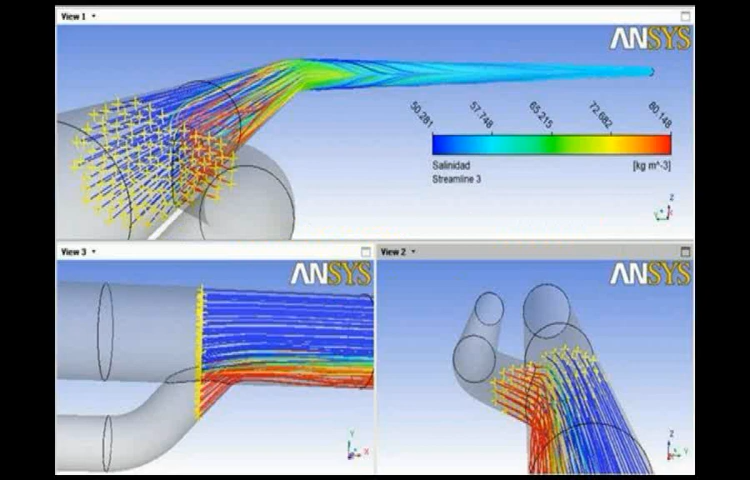 View 1
ANSYS
50.281
57.748
65.215
72.682
80.148
Salinidad
[kg m^-3]
Streamline 3
Z
View 3
ANSYS
Y
X
View 2
ANSYS
Z
Y